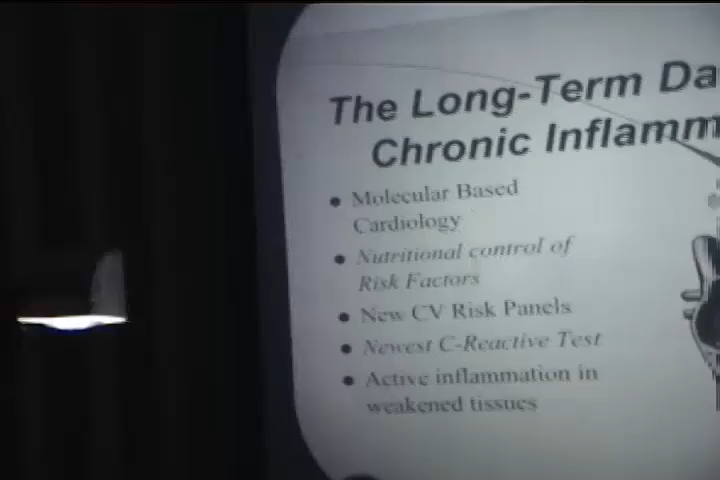 The Long-Term Da
Chronic Inflamm
• Molecular Based
Cardiology
• Nutritional control of
Risk Factors
• New CV Risk Panels
• Newest C-Reactive Test
• Active inflammation in
weakened tissues